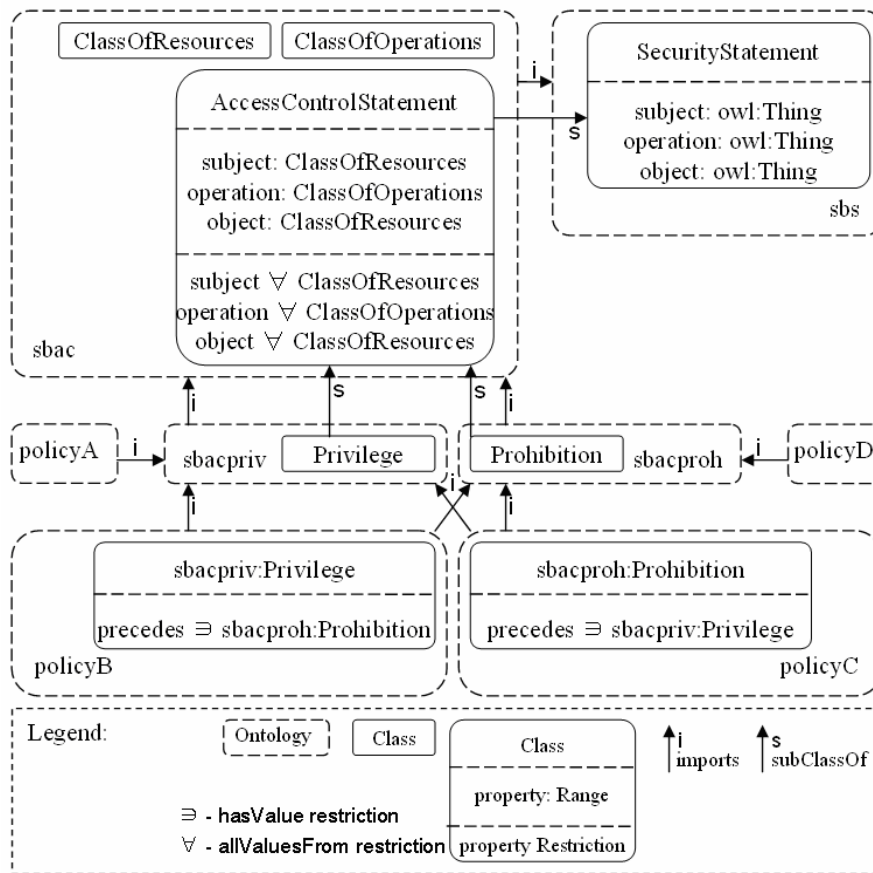 ClassOfResources
ClassOfOperations
i
AccessControlStatement
subject: ClassOfResources
operation: ClassOfOperations
object: ClassOfResources
subject ∀ ClassOfResources
operation ∀ ClassOfOperations
object ∀ ClassOfResources
sbac
s
SecurityStatement
subject: owl:Thing
operation: owl:Thing
object: owl:Thing
sbs
i
s
s
i
policyA
i
sbacpriv
Privilege
Prohibition
sbacproh
i
policyD
i
i
i
sbacpriv:Privilege
precedes ∋ sbacproh:Prohibition
policyB
sbacproh:Prohibition
precedes ∋ sbacpriv:Privilege
policyC
Legend:
Ontology
Class
Class
property: Range
property Restriction
i
imports
s
subClassOf
∋ - hasValue restriction
∀ - allValuesFrom restriction